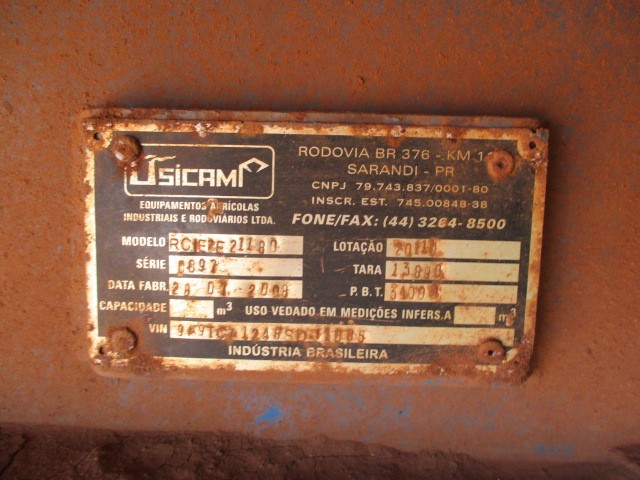 USICAMP
EQUIPAMENTOS AGRÍCOLAS
INDUSTRIAIS E RODOVIÁRIOS LTDA.
RODOVIA BR 376 - KM
SARANDI - PR
CNPJ 79.743.837/0001-80
INSCR. EST. 745.00848-38
FONE/FAX: (44) 3264-8500
MODELO LOTAÇÃO
SÉRIE 0897 TARA 13890
DATA FABR. P.B.T.
CAPACIDADE m³ USO VEDADO EM MEDIÇÕES INFERS. A m³
VIN
INDÚSTRIA BRASILEIRA